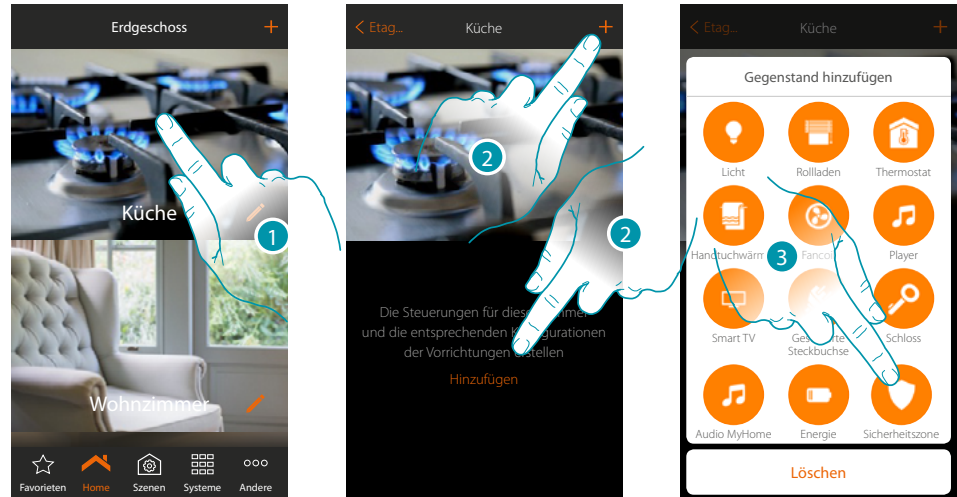 Erdgeschoss +
Küche
1
Wohnzimmer
Favoriten Home Szenen Systeme Andere
< Etag... Küche +
2
2
Die Steuerungen für diese
und die entsprechenden
der Vorrichtungen erstellen
Hinzufügen
< Etag... Küche +
Gegenstand hinzufügen
Licht Rollladen Thermostat
Player
3
Smart TV Schloss
Steckbuchse
Audio MyHome Energie Sicherheitszone
Löschen